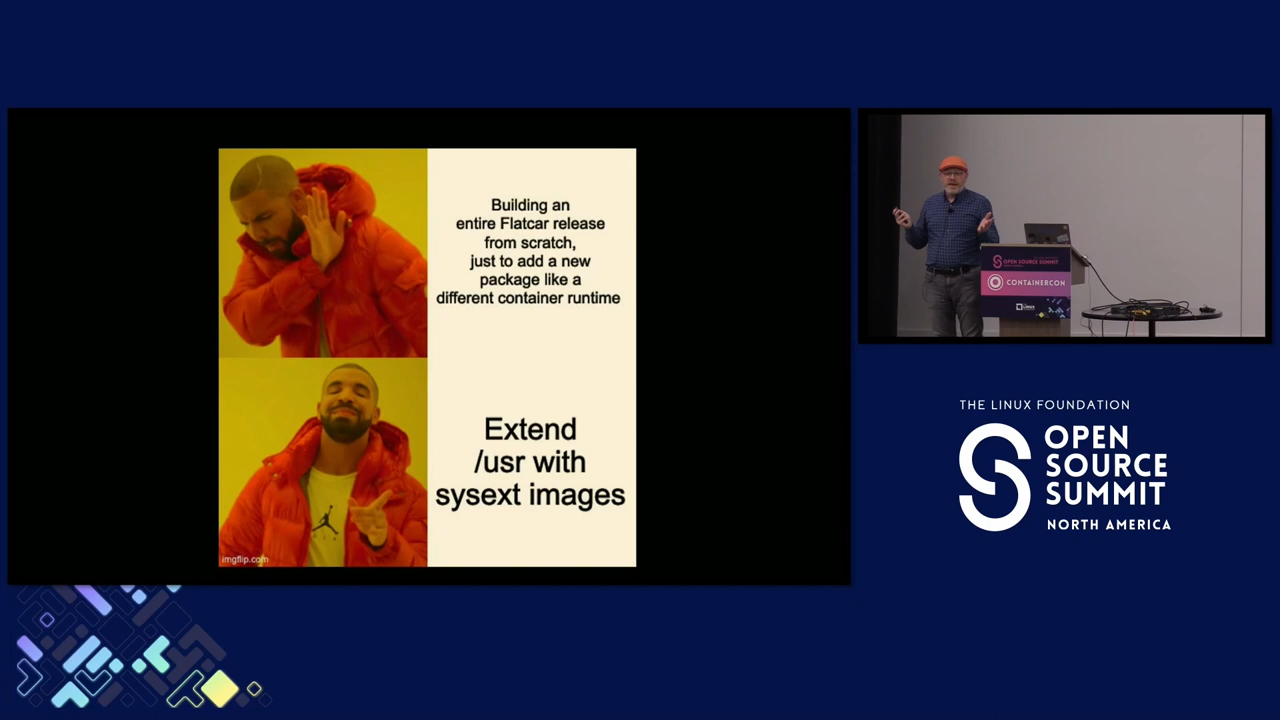 Building an
entire Flatcar release
from scratch,
just to add a new
package like a
different container runtime
Extend
/usr with
sysext images
imgflip.com
OPEN SOURCE SUMMIT
CONTAINERCON
LINUX
THE LINUX FOUNDATION
OPEN
SOURCE
SUMMIT
NORTH AMERICA